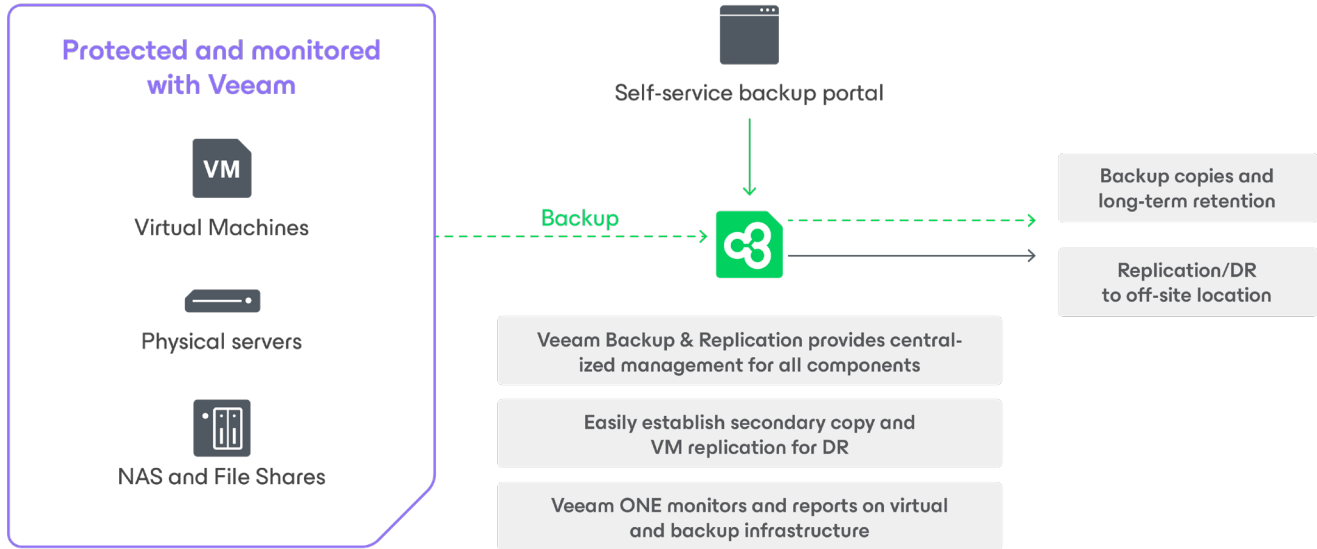 Protected and monitored
with Veeam
VM
Virtual Machines
Physical servers
NAS and File Shares
Self-service backup portal
Backup
Backup copies and
long-term retention
Replication/DR
to off-site location
Veeam Backup & Replication provides central-
ized management for all components
Easily establish secondary copy and
VM replication for DR
Veeam ONE monitors and reports on virtual
and backup infrastructure